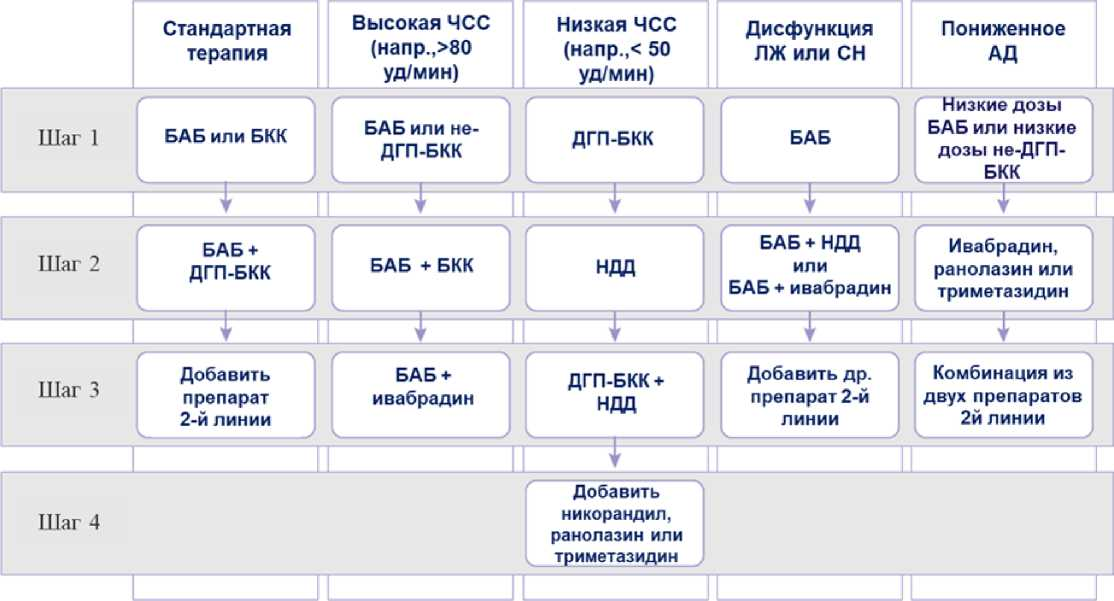 Стандартная
терапия
Высокая ЧСС
(напр.,>80
уд/мин)
Низкая ЧСС
(напр.,< 50
уд/мин)
Дисфункция
ЛЖ или СН
Пониженное
АД
Шаг 1
БАБ или БКК
БАБ или не-
ДГП-БКК
ДГП-БКК
БАБ
Низкие дозы
БАБ или низкие
дозы не-ДГП-
БКК
Шаг 2
БАБ +
ДГП-БКК
БАБ + БКК
НДД
БАБ + НДД
или
БАБ + ивабрадин
Ивабрадин,
ранолазин или
триметазидин
Шаг 3
Добавить
препарат
2-й линии
БАБ +
ивабрадин
ДГП-БКК +
НДД
Добавить др.
препарат 2-й
линии
Комбинация из
двух препаратов
2й линии
Шаг 4
Добавить
никорандил,
ранолазин или
триметазидин